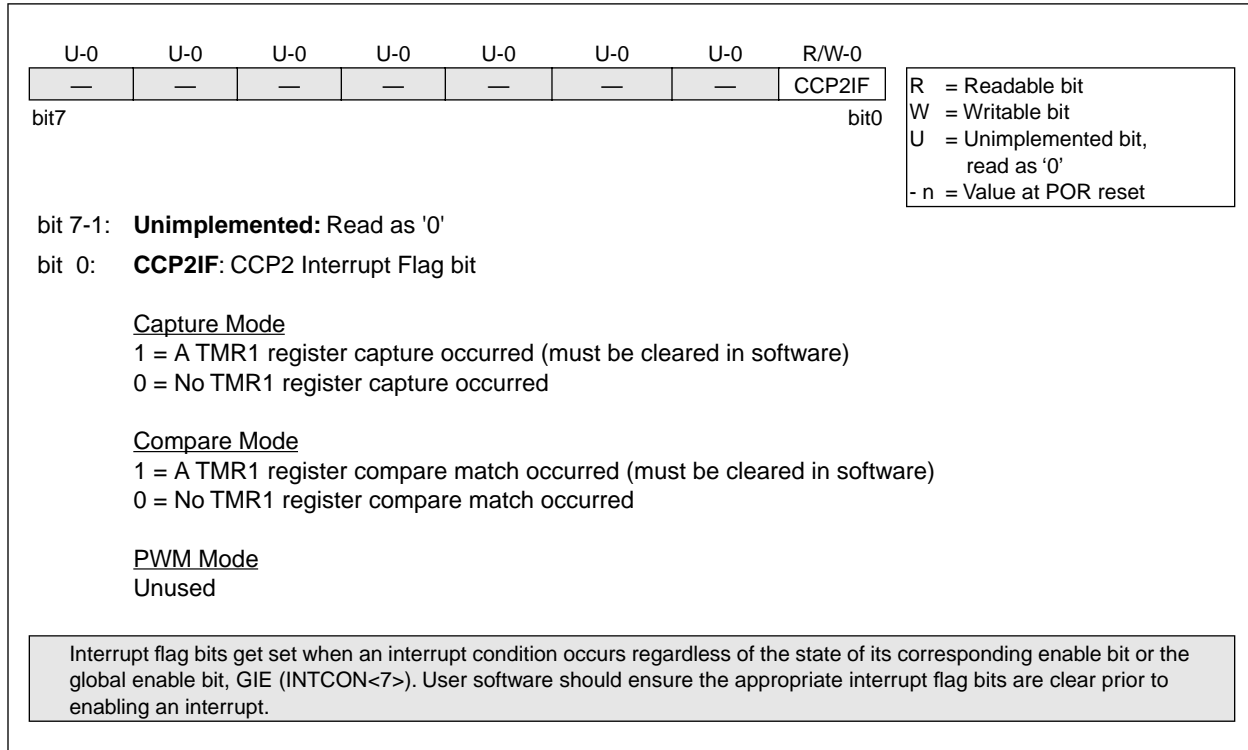 U-0 U-0 U-0 U-0 U-0 U-0 U-0 R/W-0
— — — — — — — CCP2IF
bit7 bit0
R = Readable bit
W = Writable bit
U = Unimplemented bit,
read as ‘0’
- n = Value at POR reset
bit 7-1: Unimplemented: Read as '0'
bit 0: CCP2IF: CCP2 Interrupt Flag bit
Capture Mode
1 = A TMR1 register capture occurred (must be cleared in software)
0 = No TMR1 register capture occurred
Compare Mode
1 = A TMR1 register compare match occurred (must be cleared in software)
0 = No TMR1 register compare match occurred
PWM Mode
Unused
Interrupt flag bits get set when an interrupt condition occurs regardless of the state of its corresponding enable bit or the
global enable bit, GIE (INTCON<7>). User software should ensure the appropriate interrupt flag bits are clear prior to
enabling an interrupt.